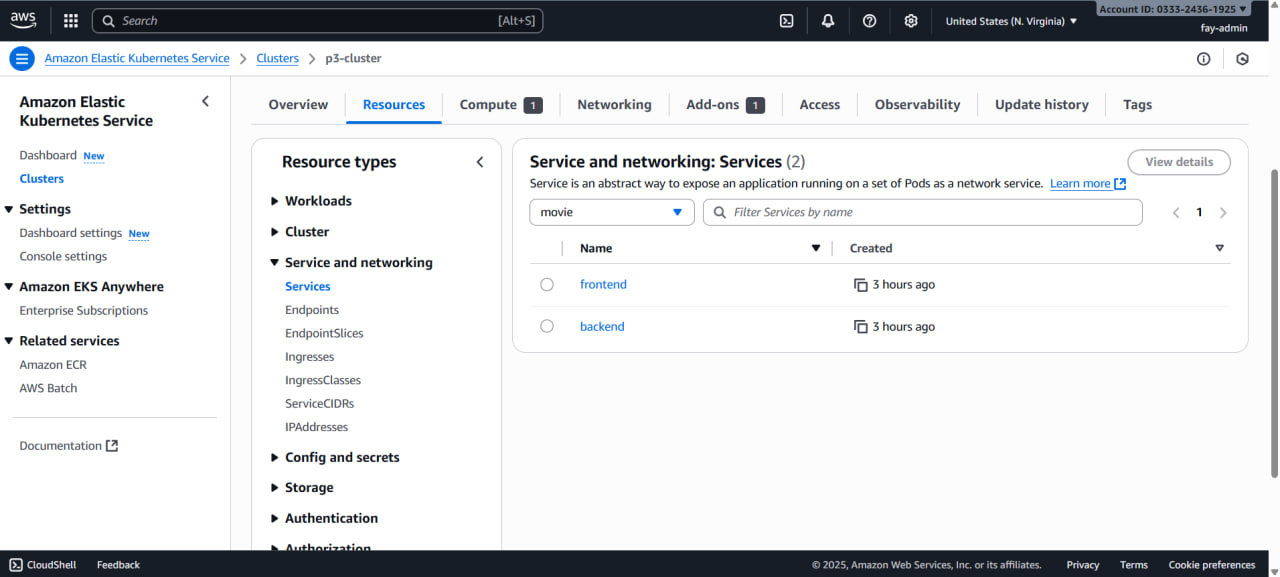 aws
Search [Alt+S]
United States (N. Virginia)
Account ID: 0333-2436-1925
fay-admin
Amazon Elastic Kubernetes Service
Clusters
p3-cluster
Amazon Elastic
Kubernetes Service
Dashboard New
Clusters
Settings
Dashboard settings New
Console settings
Amazon EKS Anywhere
Enterprise Subscriptions
Related services
Amazon ECR
AWS Batch
Documentation
Overview
Resources
Compute 1
Networking
Add-ons 1
Access
Observability
Update history
Tags
Resource types
Workloads
Cluster
Service and networking
Services
Endpoints
EndpointSlices
Ingresses
IngressClasses
ServiceCIDRs
IPAddresses
Config and secrets
Storage
Authentication
Authorization
Service and networking: Services (2)
View details
Service is an abstract way to expose an application running on a set of Pods as a network service. Learn more
movie
Filter Services by name
1
Name Created
frontend 3 hours ago
backend 3 hours ago
CloudShell Feedback
© 2025, Amazon Web Services, Inc. or its affiliates. Privacy Terms Cookie preferences